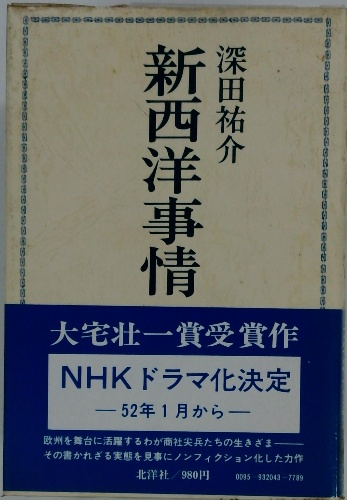 深田祐介
新西洋事情
大宅壮一賞受賞作
NHKドラマ化決定
—52年1月から—
欧州を舞台に活躍するわが商社尖兵たちの生きざま——
その書かれざる実態を見事にノンフィクション化した力作
北洋社/980円
0095-932043-7789